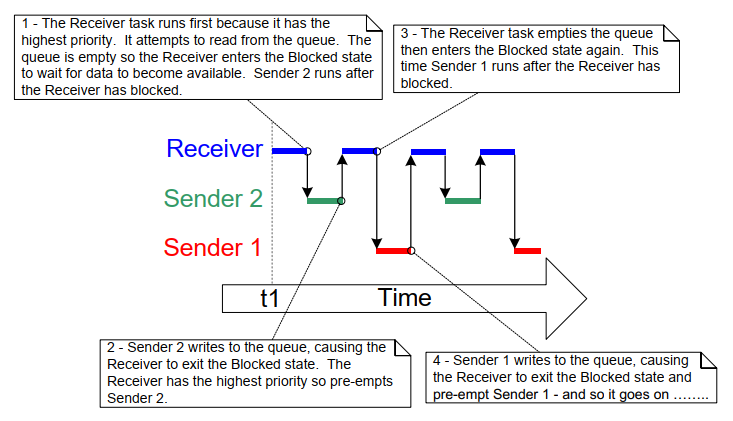 1 - The Receiver task runs first because it has the
highest priority.  It attempts to read from the queue.  The
queue is empty so the Receiver enters the Blocked state
to wait for data to become available.  Sender 2 runs after
the Receiver has blocked.
3 - The Receiver task empties the queue
then enters the Blocked state again.  This
time Sender 1 runs after the Receiver has
blocked.
Receiver
Sender 2
Sender 1
t1
Time
2 - Sender 2 writes to the queue, causing the
Receiver to exit the Blocked state.  The
Receiver has the highest priority so pre-empts
Sender 2.
4 - Sender 1 writes to the queue, causing
the Receiver to exit the Blocked state and
pre-empt Sender 1 - and so it goes on ……..